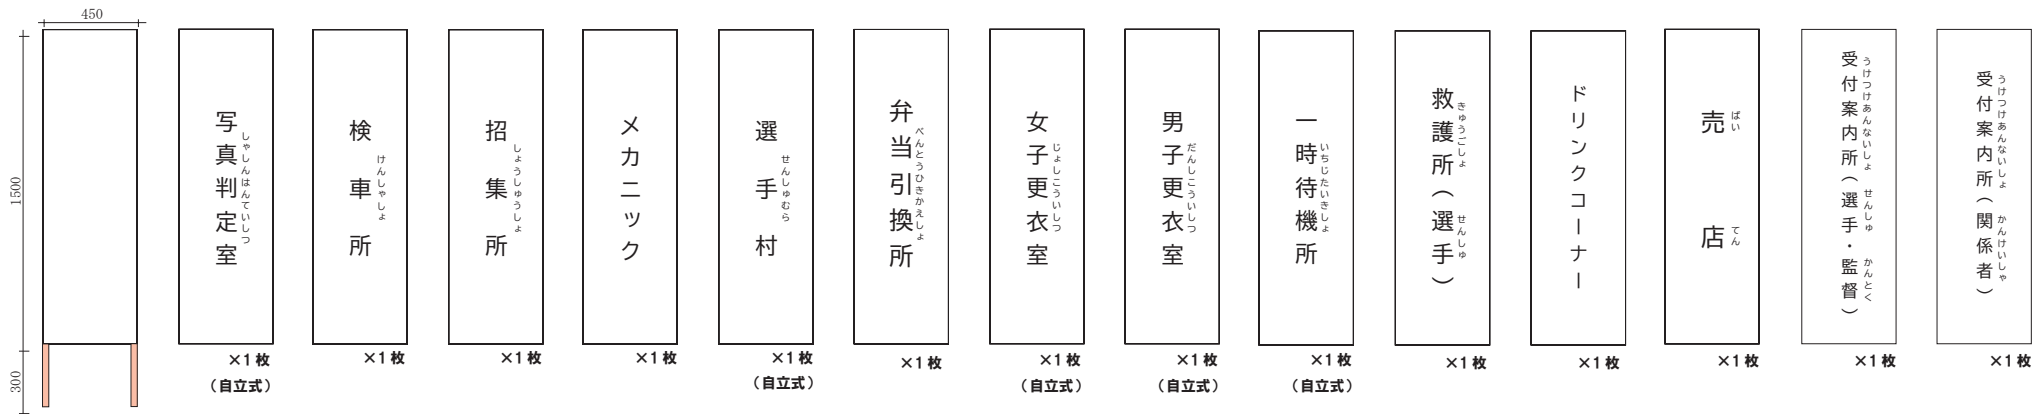 450
1500
300
写真判定室
しゃしんはんていしつ
×1枚
（自立式）
検車所
けんしゃしょ
×1枚
招集所
しょうしゅうしょ
×1枚
メカニック
×1枚
選手村
せんしゅむら
×1枚
（自立式）
弁当引換所
べんとうひきかえしょ
×1枚
女子更衣室
じょしこういしつ
×1枚
（自立式）
男子更衣室
だんしこういしつ
×1枚
（自立式）
一時待機所
いちじたいきしょ
×1枚
（自立式）
救護所（選手）
きゅうごしょ せんしゅ
×1枚
ドリンクコーナー
×1枚
売店
ばい てん
×1枚
受付案内所（選手・監督）
うけつけあんないしょ せんしゅ かんとく
×1枚
受付案内所（関係者）
うけつけあんないしょ かんけいしゃ
×1枚